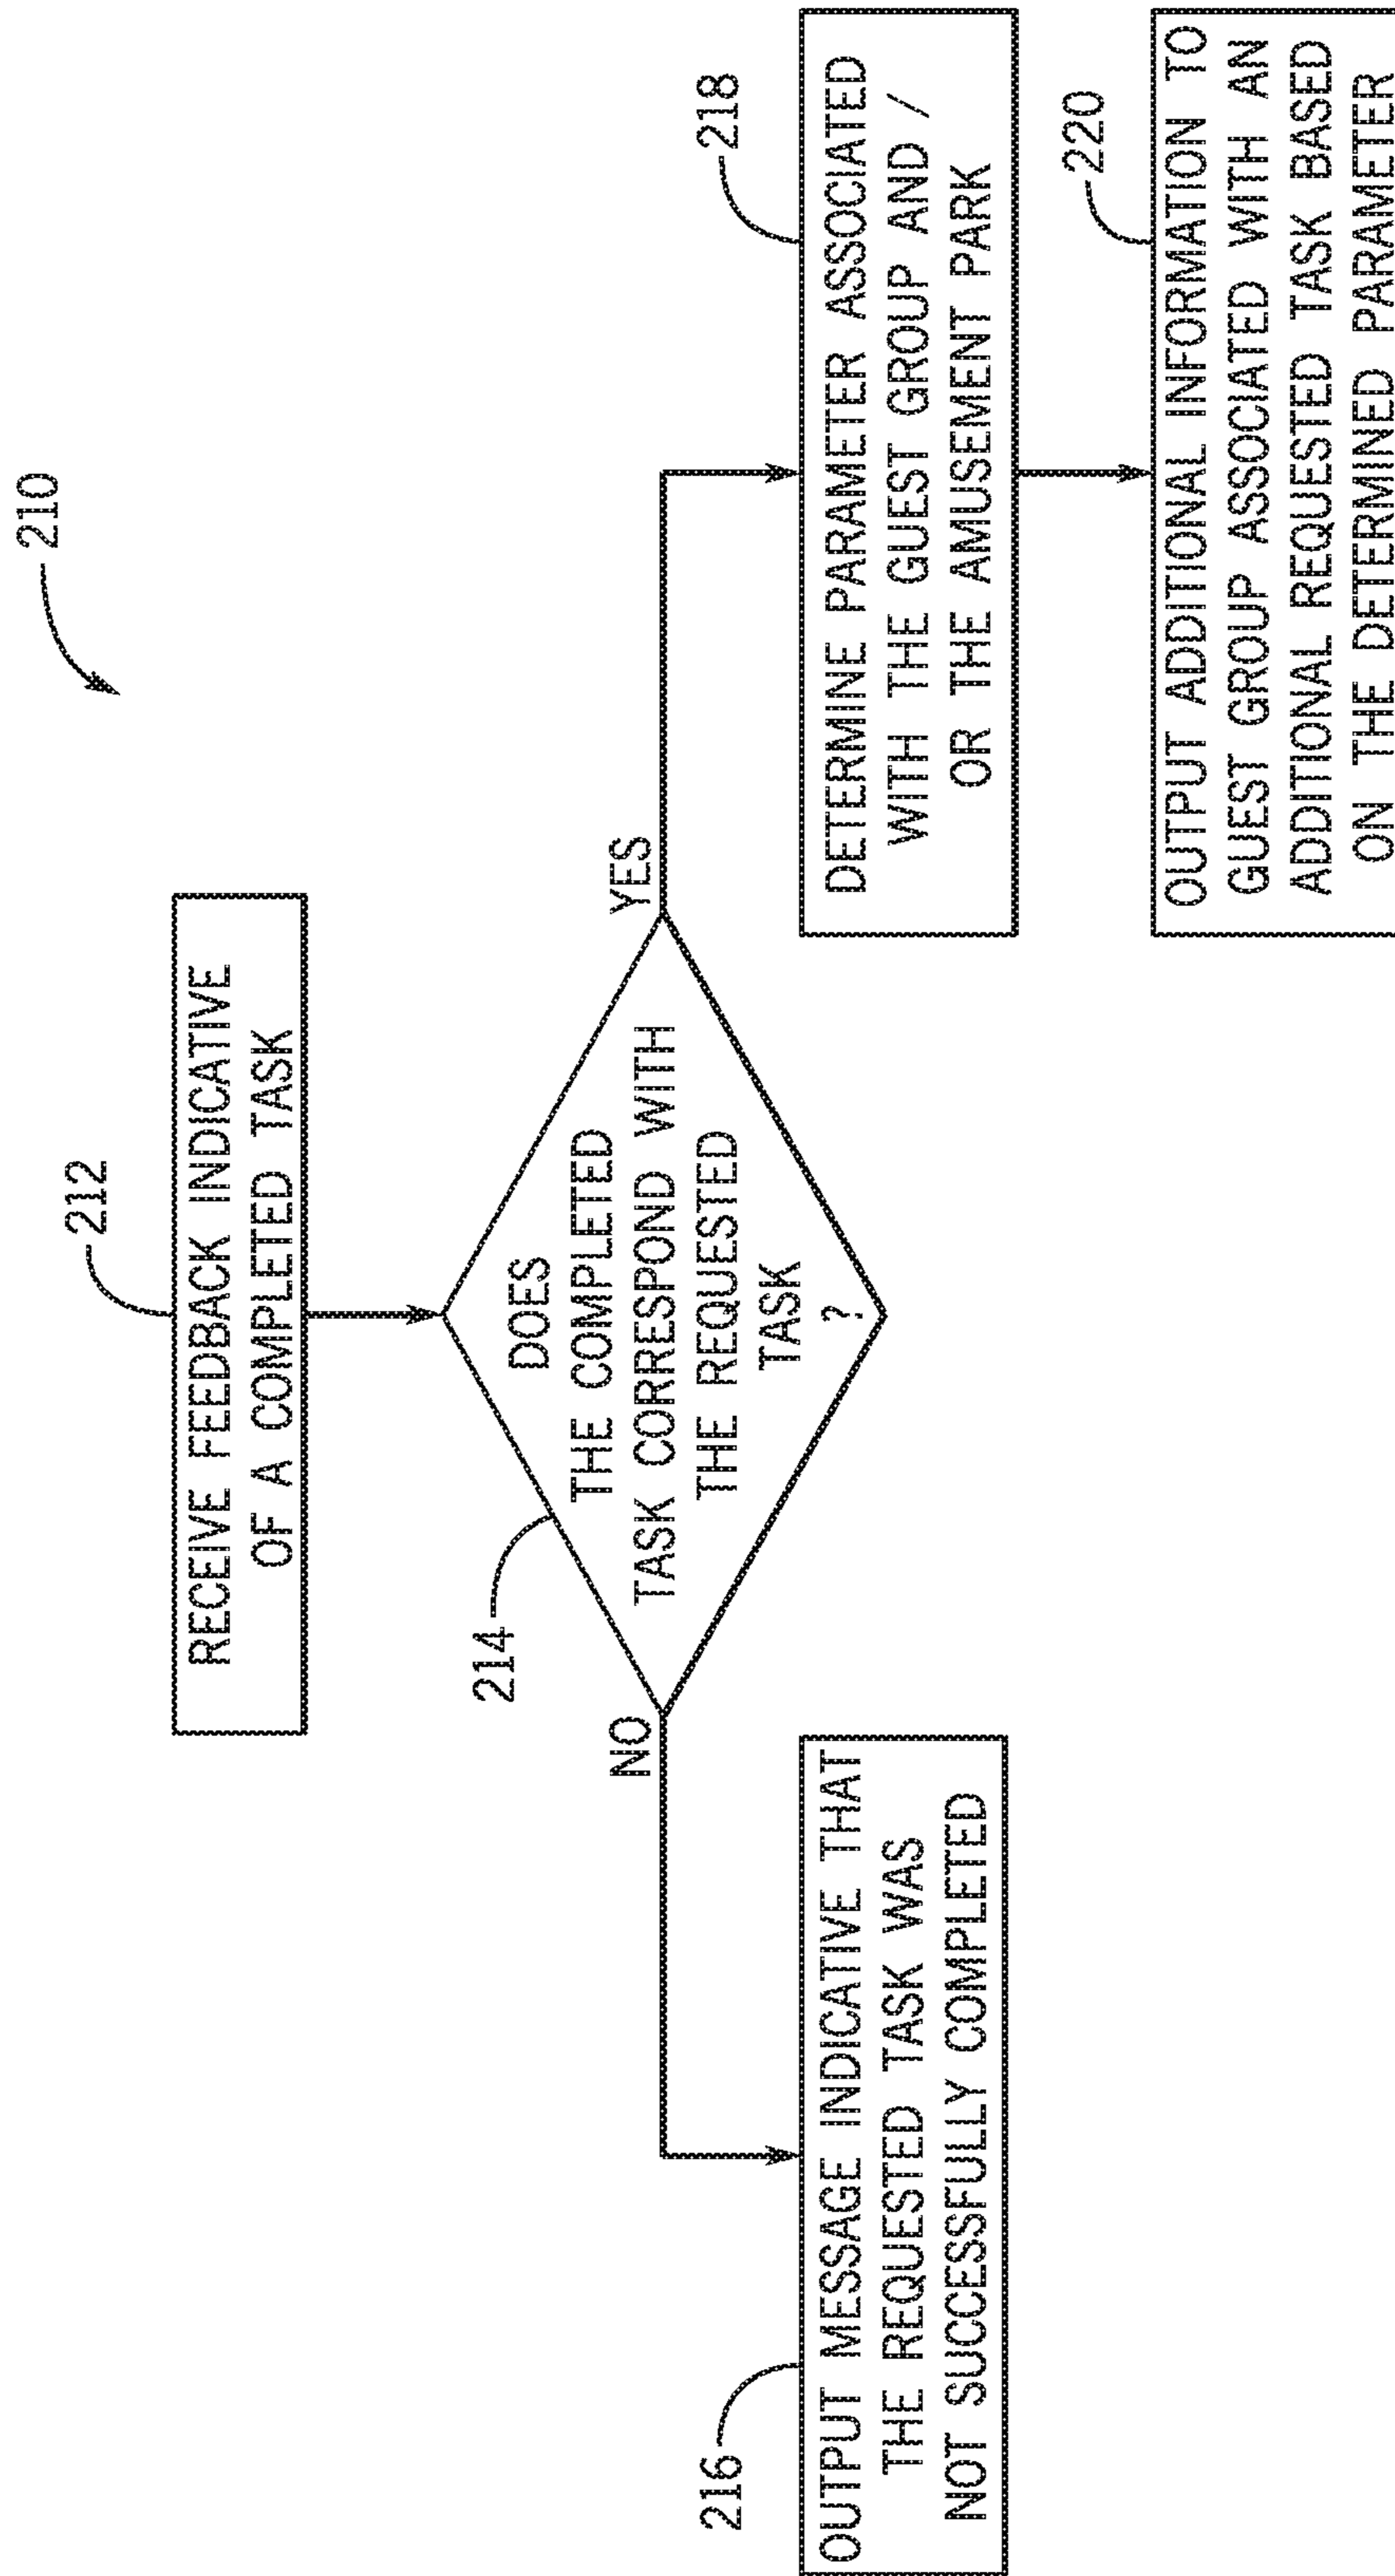 210
212
RECEIVE FEEDBACK INDICATIVE
OF A COMPLETED TASK
214
DOES
THE COMPLETED
TASK CORRESPOND WITH
THE REQUESTED
TASK
?
NO
YES
216
OUTPUT MESSAGE INDICATIVE THAT
THE REQUESTED TASK WAS
NOT SUCCESSFULLY COMPLETED
218
DETERMINE PARAMETER ASSOCIATED
WITH THE GUEST GROUP AND /
OR THE AMUSEMENT PARK
220
OUTPUT ADDITIONAL INFORMATION TO
GUEST GROUP ASSOCIATED WITH AN
ADDITIONAL REQUESTED TASK BASED
ON THE DETERMINED PARAMETER